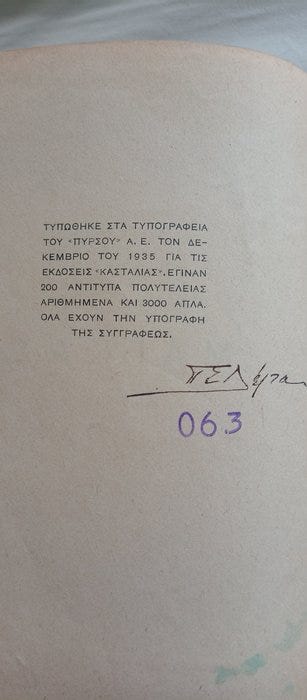 ΤΥΠΩΘΗΚΕ ΣΤΑ ΤΥΠΟΓΡΑΦΕΙΑ
ΤΟΥ «ΠΥΡΣΟΥ» Α. Ε. ΤΟΝ ΔΕ-
ΚΕΜΒΡΙΟ ΤΟΥ 1935 ΓΙΑ ΤΙΣ
ΕΚΔΟΣΕΙΣ "ΚΑΣΤΑΛΙΑΣ". ΕΓΙΝΑΝ
200 ΑΝΤΙΤΥΠΑ ΠΟΛΥΤΕΛΕΙΑΣ
ΑΡΙΘΜΗΜΕΝΑ ΚΑΙ 3000 ΑΠΛΑ.
ΟΛΑ ΕΧΟΥΝ ΤΗΝ ΥΠΟΓΡΑΦΗ
ΤΗΣ ΣΥΓΓΡΑΦΕΩΣ.
ΠΣΔέλτα
063